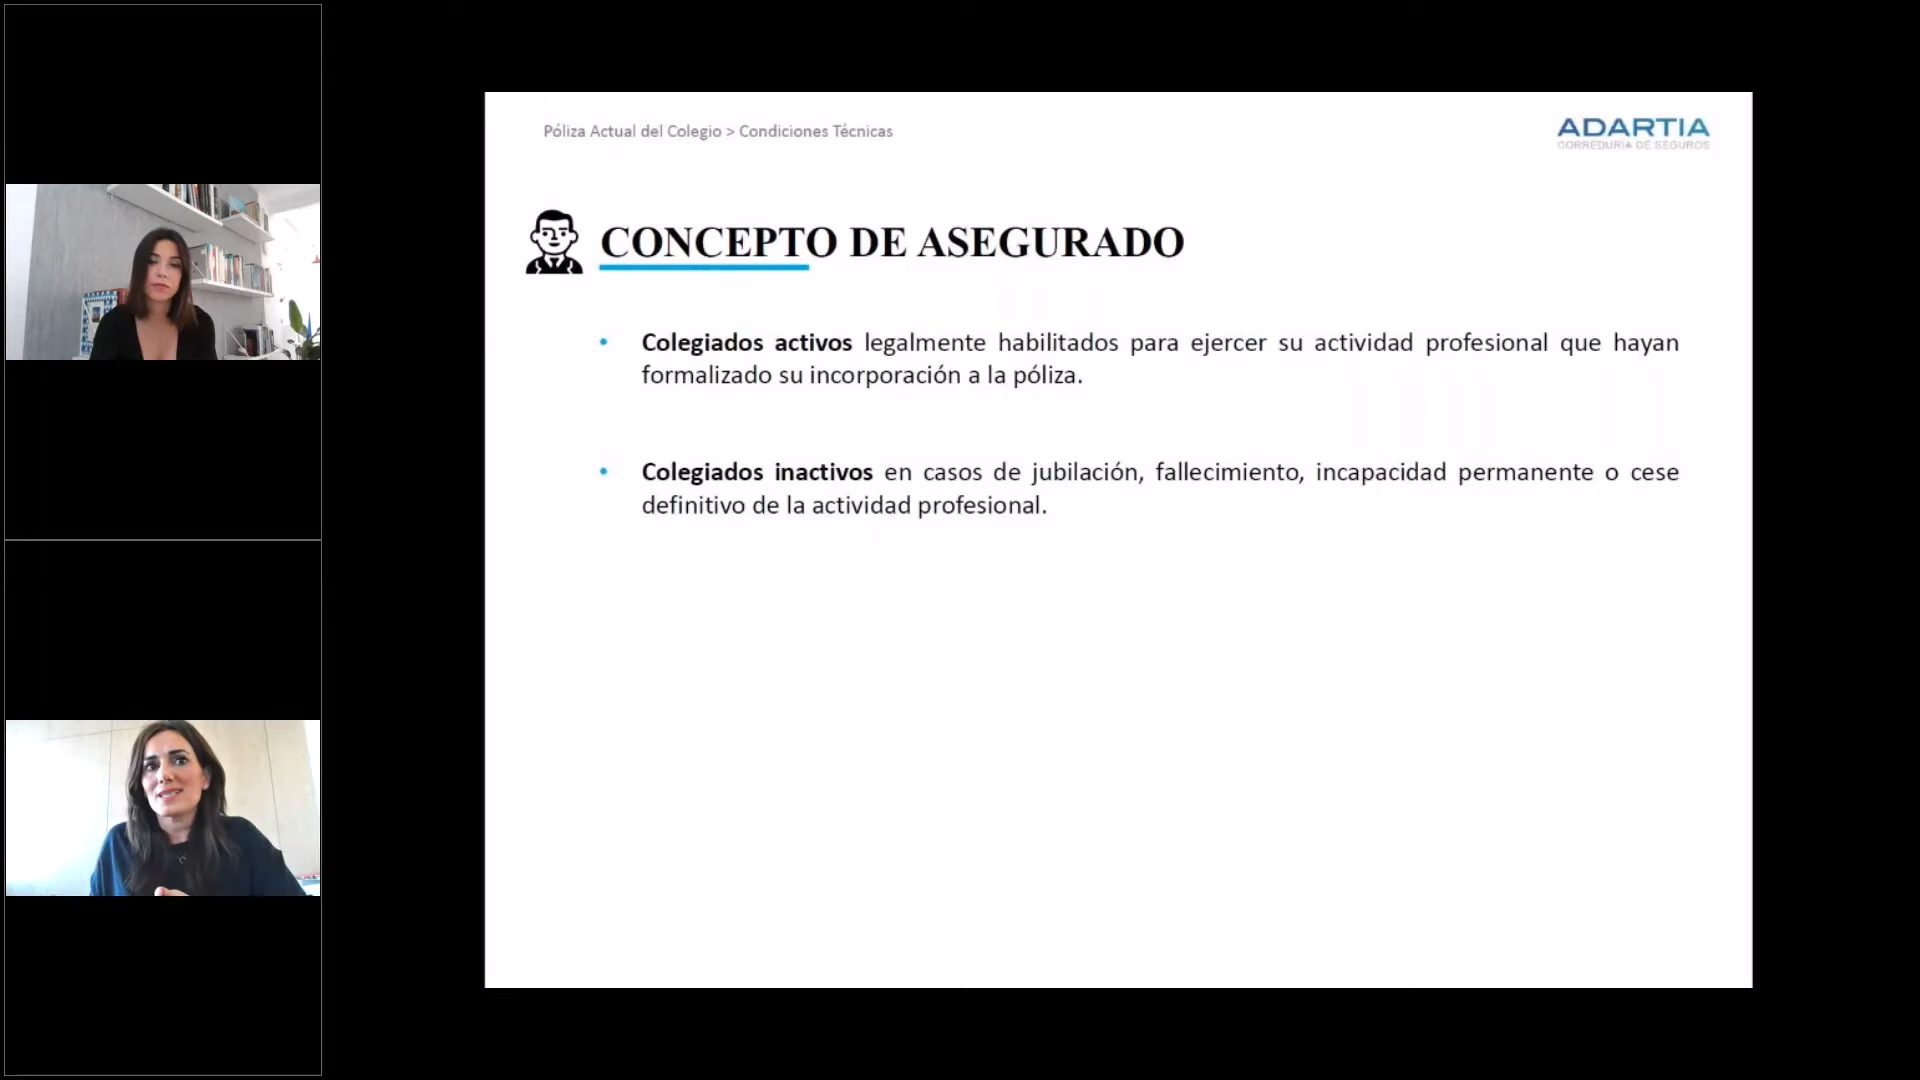 Póliza Actual del Colegio > Condiciones Técnicas
ADARTIA
CORREDURIA DE SEGUROS
CONCEPTO DE ASEGURADO
• Colegiados activos legalmente habilitados para ejercer su actividad profesional que hayan
formalizado su incorporación a la póliza.
• Colegiados inactivos en casos de jubilación, fallecimiento, incapacidad permanente o cese
definitivo de la actividad profesional.